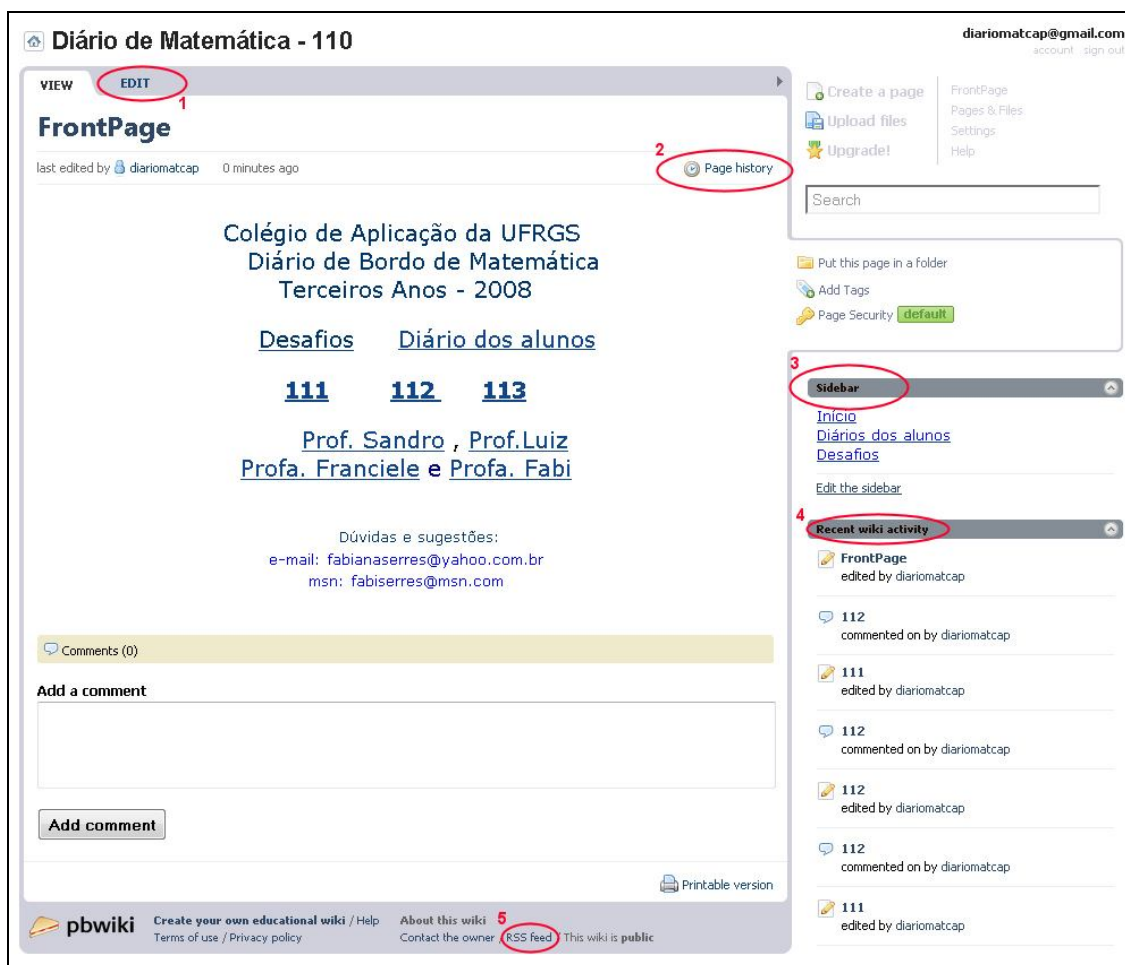 Diário de Matemática - 110
diariomatcap@gmail.com
account sign out
VIEW
EDIT
1
FrontPage
last edited by diariomatcap 0 minutes ago
2
Page history
Colégio de Aplicação da UFRGS
Diário de Bordo de Matemática
Terceiros Anos - 2008
Desafios Diário dos alunos
111 112 113
Prof. Sandro , Prof.Luiz
Profa. Franciele e Profa. Fabi
Dúvidas e sugestões:
e-mail: fabianaserres@yahoo.com.br
msn: fabiserres@msn.com
Comments (0)
Add a comment
Add comment
Printable version
pbwiki
Create your own educational wiki / Help
Terms of use / Privacy policy
About this wiki
5
Contact the owner / RSS feed / This wiki is public
Create a page
Upload files
Upgrade!
FrontPage
Pages & Files
Settings
Help
Search
Put this page in a folder
Add Tags
Page Security default
3
Sidebar
Início
Diários dos alunos
Desafios
Edit the sidebar
4
Recent wiki activity
FrontPage
edited by diariomatcap
112
commented on by diariomatcap
111
edited by diariomatcap
112
commented on by diariomatcap
112
edited by diariomatcap
112
commented on by diariomatcap
111
edited by diariomatcap